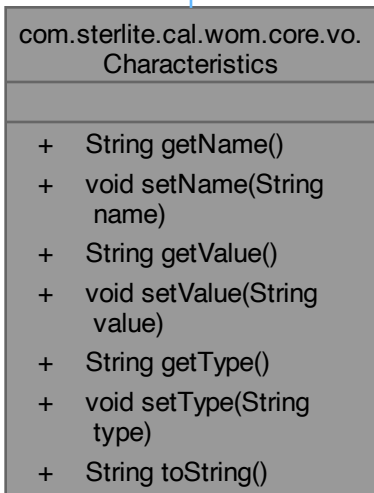 com.sterlite.cal.wom.core.vo.
Characteristics
+ String getName()
+ void setName(String
name)
+ String getValue()
+ void setValue(String
value)
+ String getType()
+ void setType(String
type)
+ String toString()